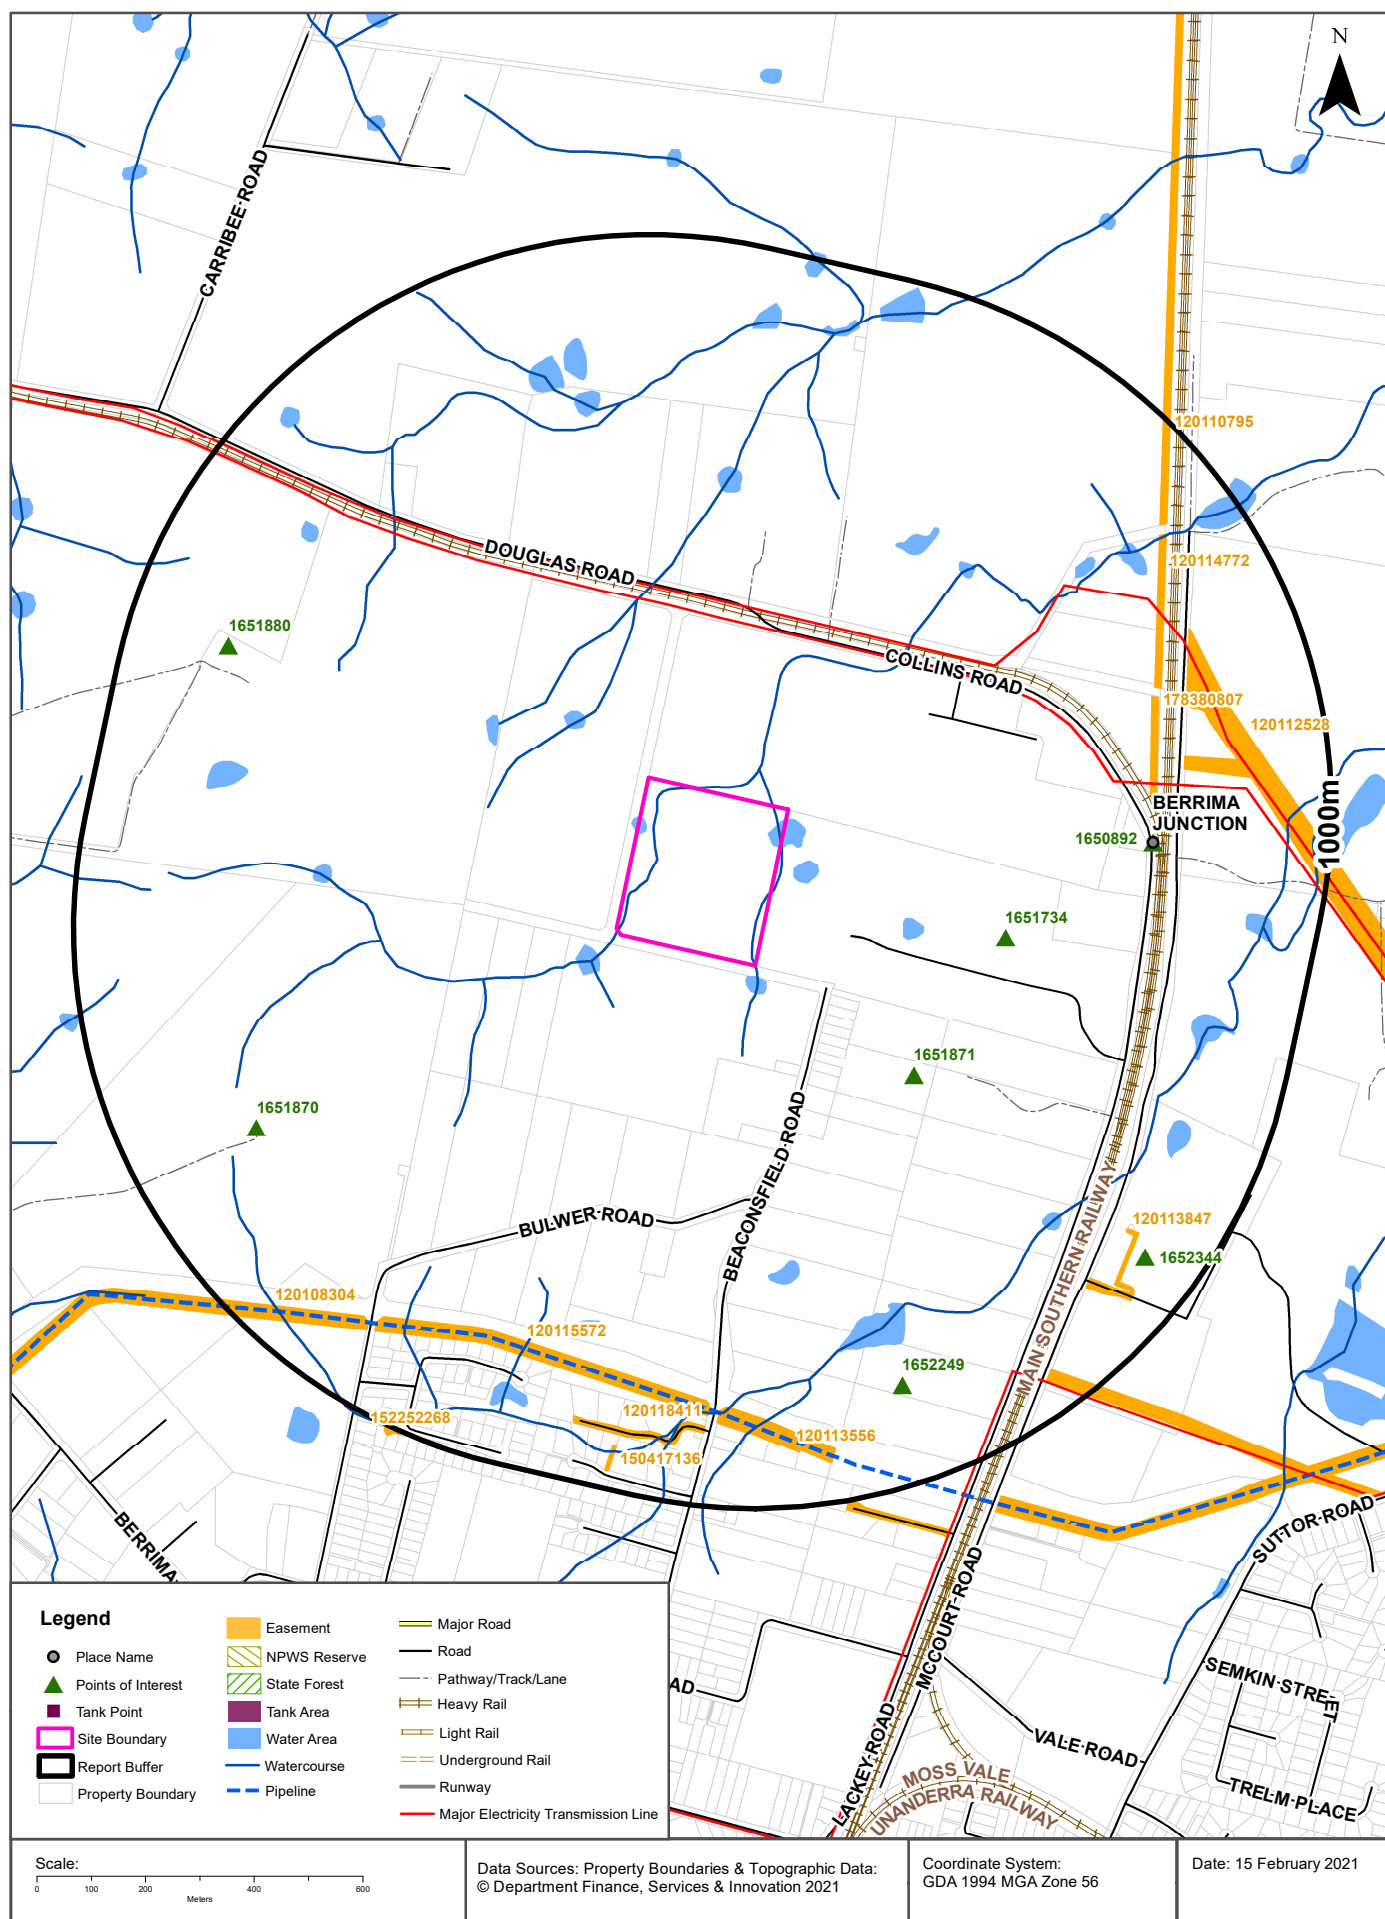 N
CARRIBEE ROAD
120110795
DOUGLAS ROAD
120114772
1651880
COLLINS ROAD
178380807
120112528
BERRIMA
JUNCTION
1650892
1000m
1651734
1651871
1651870
BEACONSFIELD ROAD
BULWER ROAD
MAIN SOUTHERN RAILWAY
120113847
1652344
120108304
120115572
1652249
152252268
120118411
120113556
150417136
BERRIMA
SUTTOR ROAD
MCCOURT ROAD
LACKEY ROAD
AD
SEMKIN STREET
VALE ROAD
TRELM PLACE
MOSS VALE
UNANDERRA RAILWAY
Legend
Place Name
Points of Interest
Tank Point
Site Boundary
Report Buffer
Property Boundary
Easement
NPWS Reserve
State Forest
Tank Area
Water Area
Watercourse
Pipeline
Major Road
Road
Pathway/Track/Lane
Heavy Rail
Light Rail
Underground Rail
Runway
Major Electricity Transmission Line
Scale:
0 100 200 400 600
Meters
Data Sources: Property Boundaries & Topographic Data:
© Department Finance, Services & Innovation 2021
Coordinate System:
GDA 1994 MGA Zone 56
Date: 15 February 2021